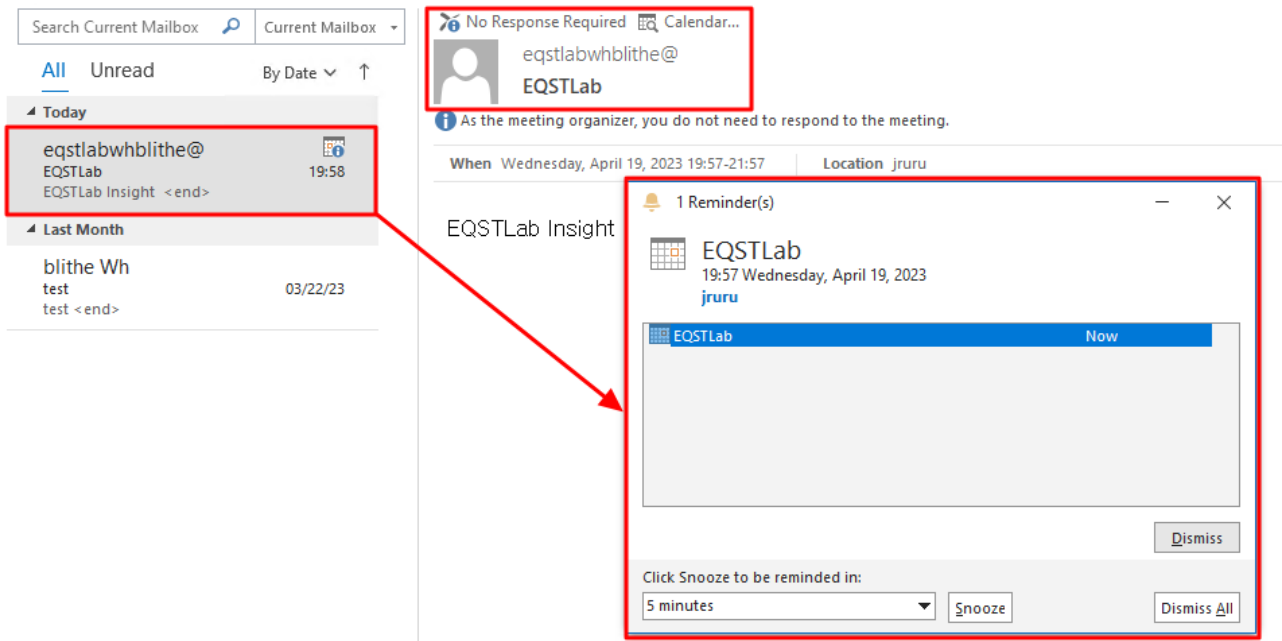 Search Current Mailbox
Current Mailbox
All Unread By Date
Today
eqstlabwhblithe@
EQSTLab 19:58
EQSTLab Insight <end>
Last Month
blithe Wh
test 03/22/23
test <end>
No Response Required Calendar...
eqstlabwhblithe@
EQSTLab
As the meeting organizer, you do not need to respond to the meeting.
When Wednesday, April 19, 2023 19:57-21:57 Location jruru
EQSTLab Insight
1 Reminder(s)
EQSTLab
19:57 Wednesday, April 19, 2023
jruru
EQSTLab Now
Dismiss
Click Snooze to be reminded in:
5 minutes Snooze Dismiss All